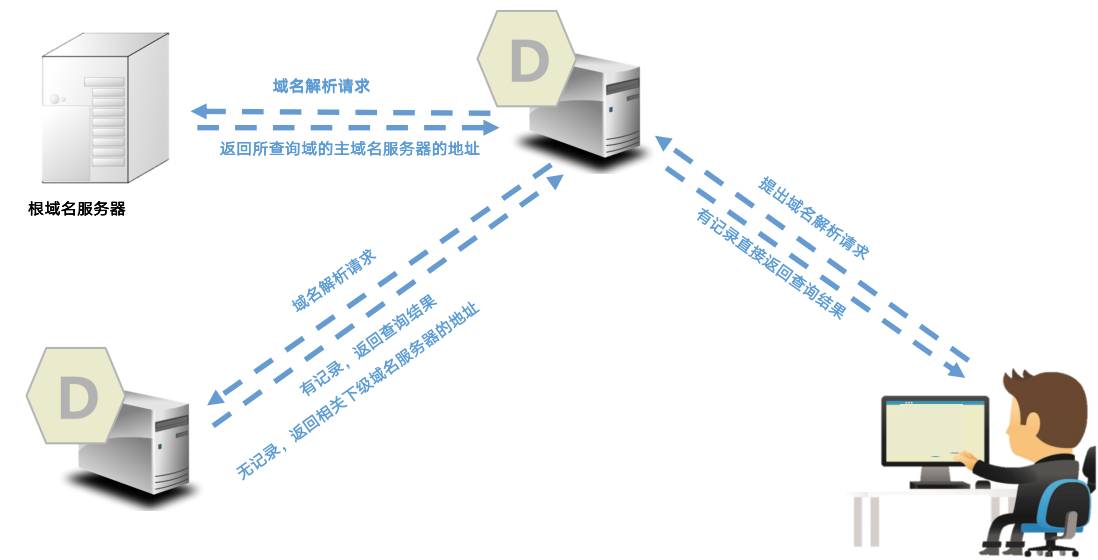 D
域名解析请求
返回所查询域的主域名服务器的地址
根域名服务器
提出域名解析请求
有记录直接返回查询结果
域名解析请求
有记录，返回查询结果
无记录，返回相关下级域名服务器的地址
D